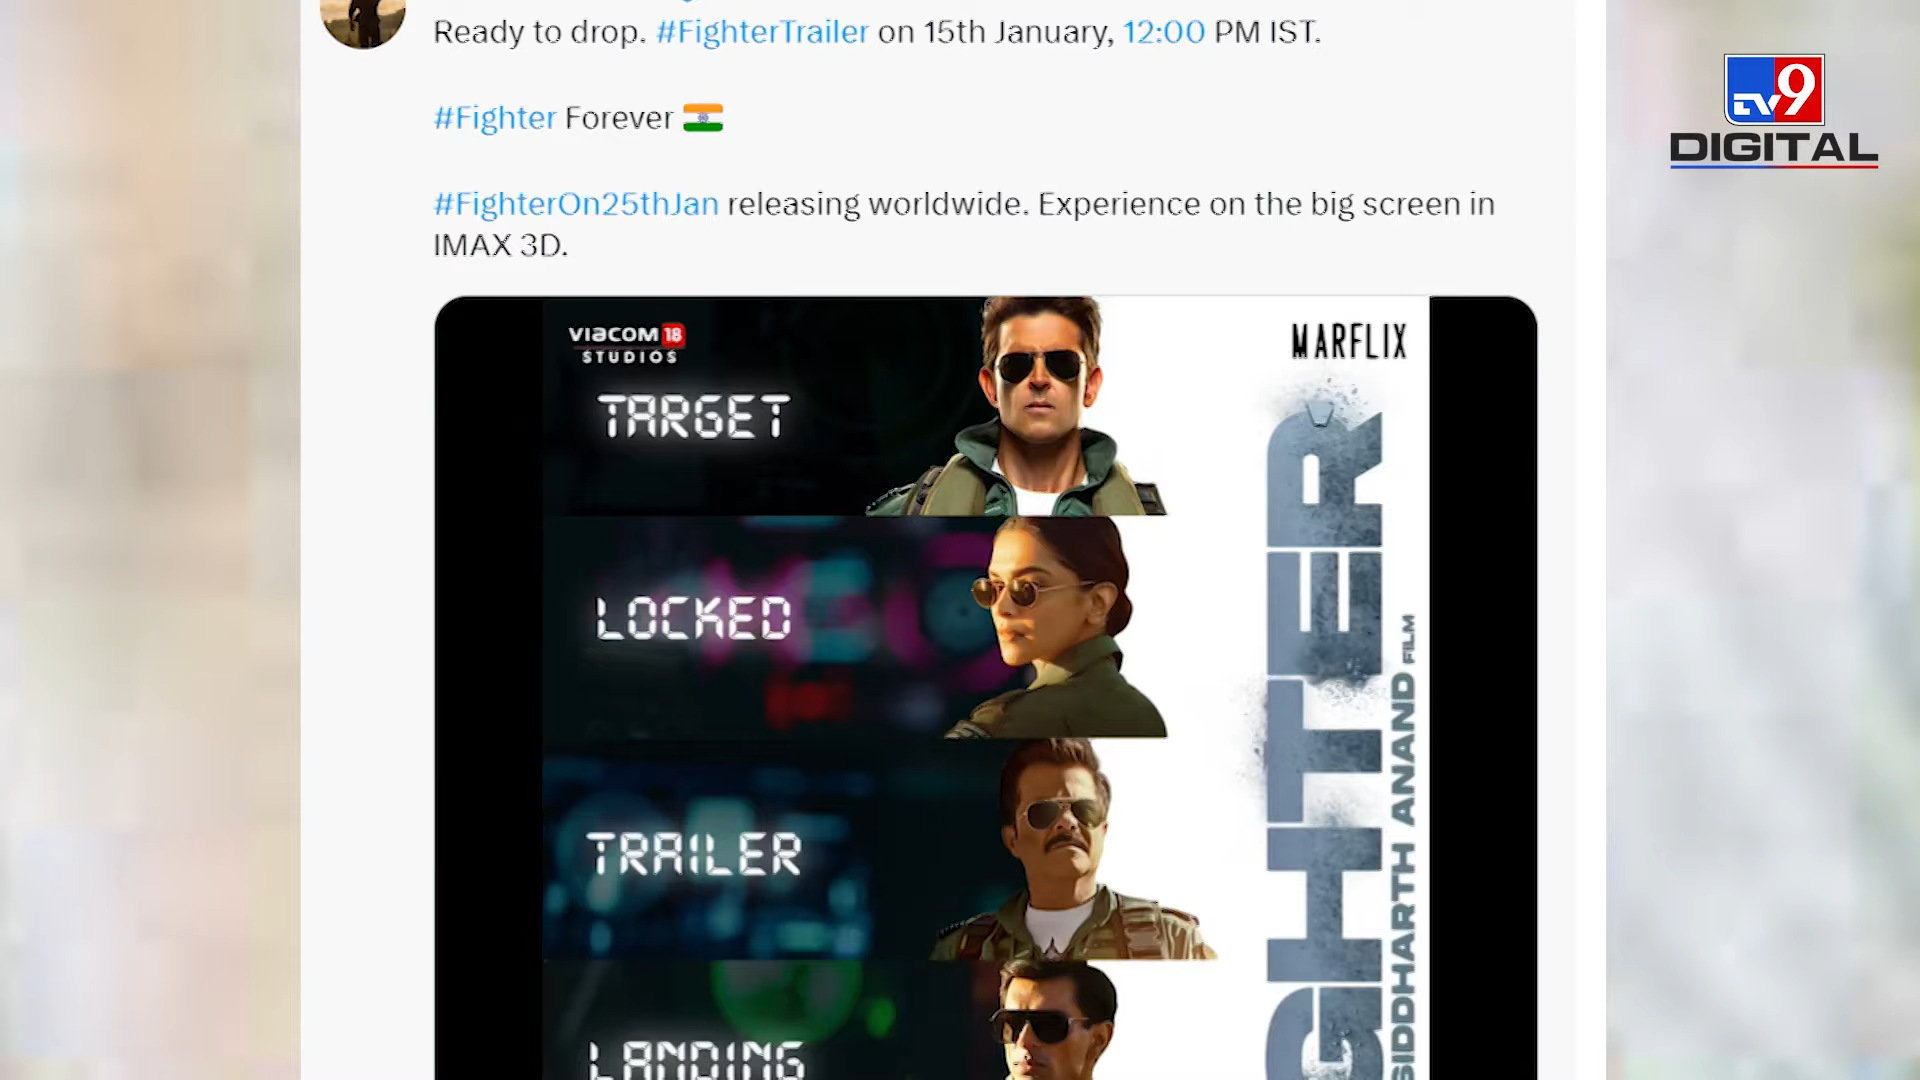 Ready to drop. #FighterTrailer on 15th January, 12:00 PM IST.
#Fighter Forever
#FighterOn25thJan releasing worldwide. Experience on the big screen in
IMAX 3D.
VIACOM 18
STUDIOS
MARFLIX
TARGET
LOCKED
TRAILER
LANDING
GHTER
SIDDHARTH ANAND FILM
TV9
DIGITAL